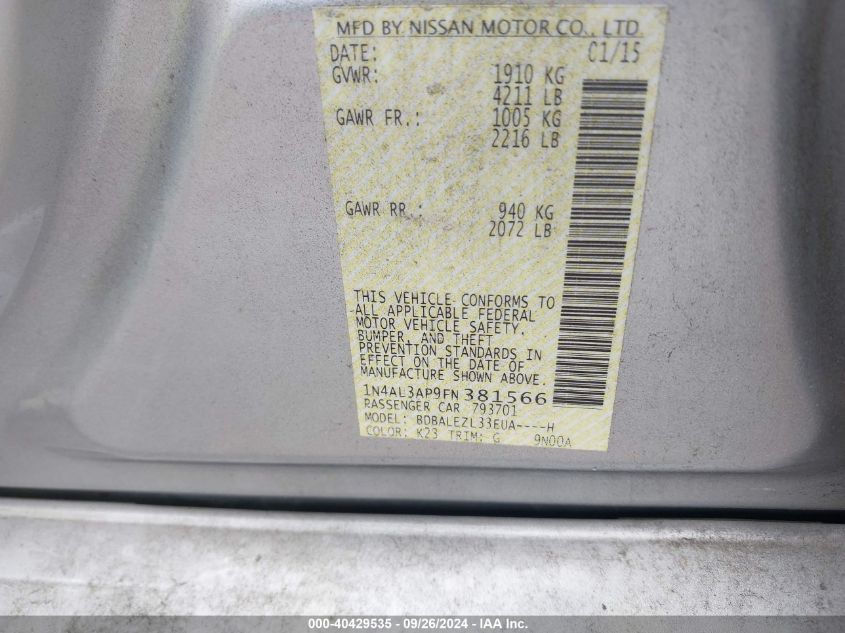 MFD BY NISSAN MOTOR CO., LTD
DATE: 01/15
GVWR: 1910 KG
4211 LB
GAWR FR.: 1005 KG
2216 LB
GAWR RR.: 940 KG
2072 LB
THIS VEHICLE CONFORMS TO
ALL APPLICABLE FEDERAL
MOTOR VEHICLE SAFETY,
BUMPER, AND THEFT
PREVENTION STANDARDS IN
EFFECT ON THE DATE OF
MANUFACTURE SHOWN ABOVE.
1N4AL3AP9FN381566
PASSENGER CAR 793701
MODEL: BDBALEZL33EUA----H
COLOR: K23 TRIM: G 9N00A
000-40429535 - 09/26/2024 - IAA Inc.